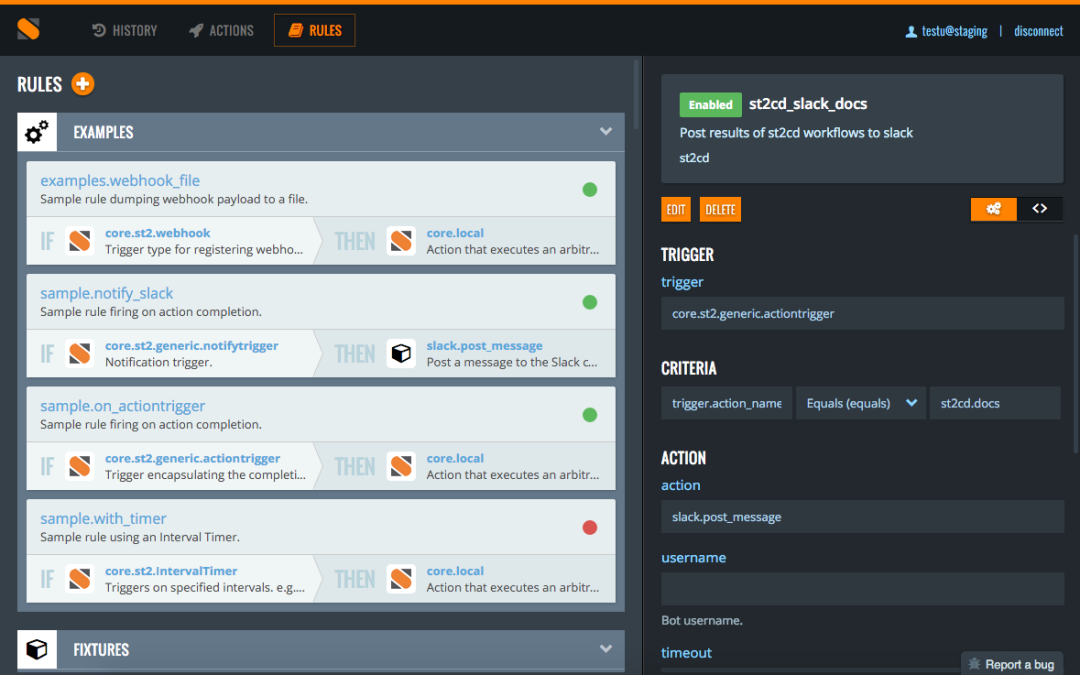 HISTORY
ACTIONS
RULES
testu@staging | disconnect
RULES
EXAMPLES
examples.webhook_file
Sample rule dumping webhook payload to a file.
IF
core.st2.webhook
Trigger type for registering webho...
THEN
core.local
Action that executes an arbitr...
sample.notify_slack
Sample rule firing on action completion.
IF
core.st2.generic.notifytrigger
Notification trigger.
THEN
slack.post_message
Post a message to the Slack c...
sample.on_actiontrigger
Sample rule firing on action completion.
IF
core.st2.generic.actiontrigger
Trigger encapsulating the completi...
THEN
core.local
Action that executes an arbitr...
sample.with_timer
Sample rule using an Interval Timer.
IF
core.st2.IntervalTimer
Triggers on specified intervals. e.g....
THEN
core.local
Action that executes an arbitr...
FIXTURES
Enabled st2cd_slack_docs
Post results of st2cd workflows to slack
st2cd
EDIT
DELETE
<>
TRIGGER
trigger
core.st2.generic.actiontrigger
CRITERIA
trigger.action_name
Equals (equals)
st2cd.docs
ACTION
action
slack.post_message
username
Bot username.
timeout
Report a bug